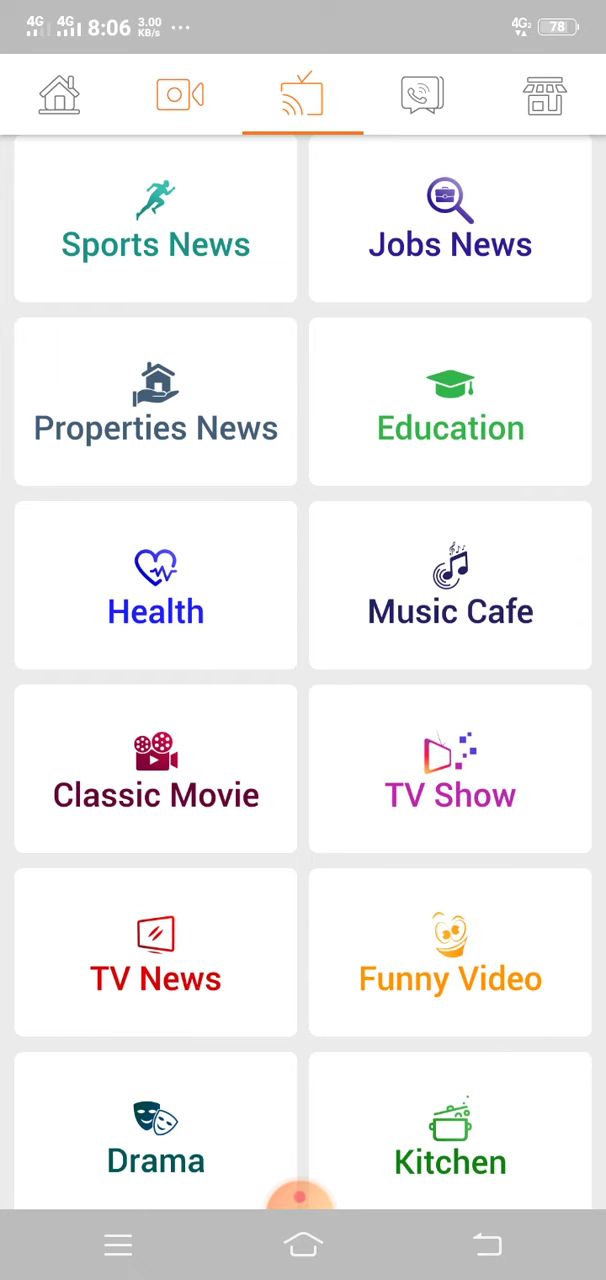 4G 4G 8:06 3.00 KB/s ... 4G2 78
Sports News Jobs News
Properties News Education
Health Music Cafe
Classic Movie TV Show
TV News Funny Video
Drama Kitchen